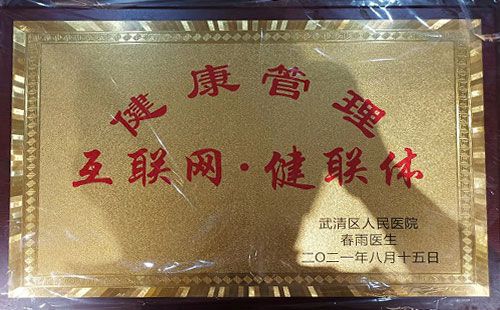 健康管理
互联网·健联体
武清区人民医院
春雨医生
二〇二一年八月十五日